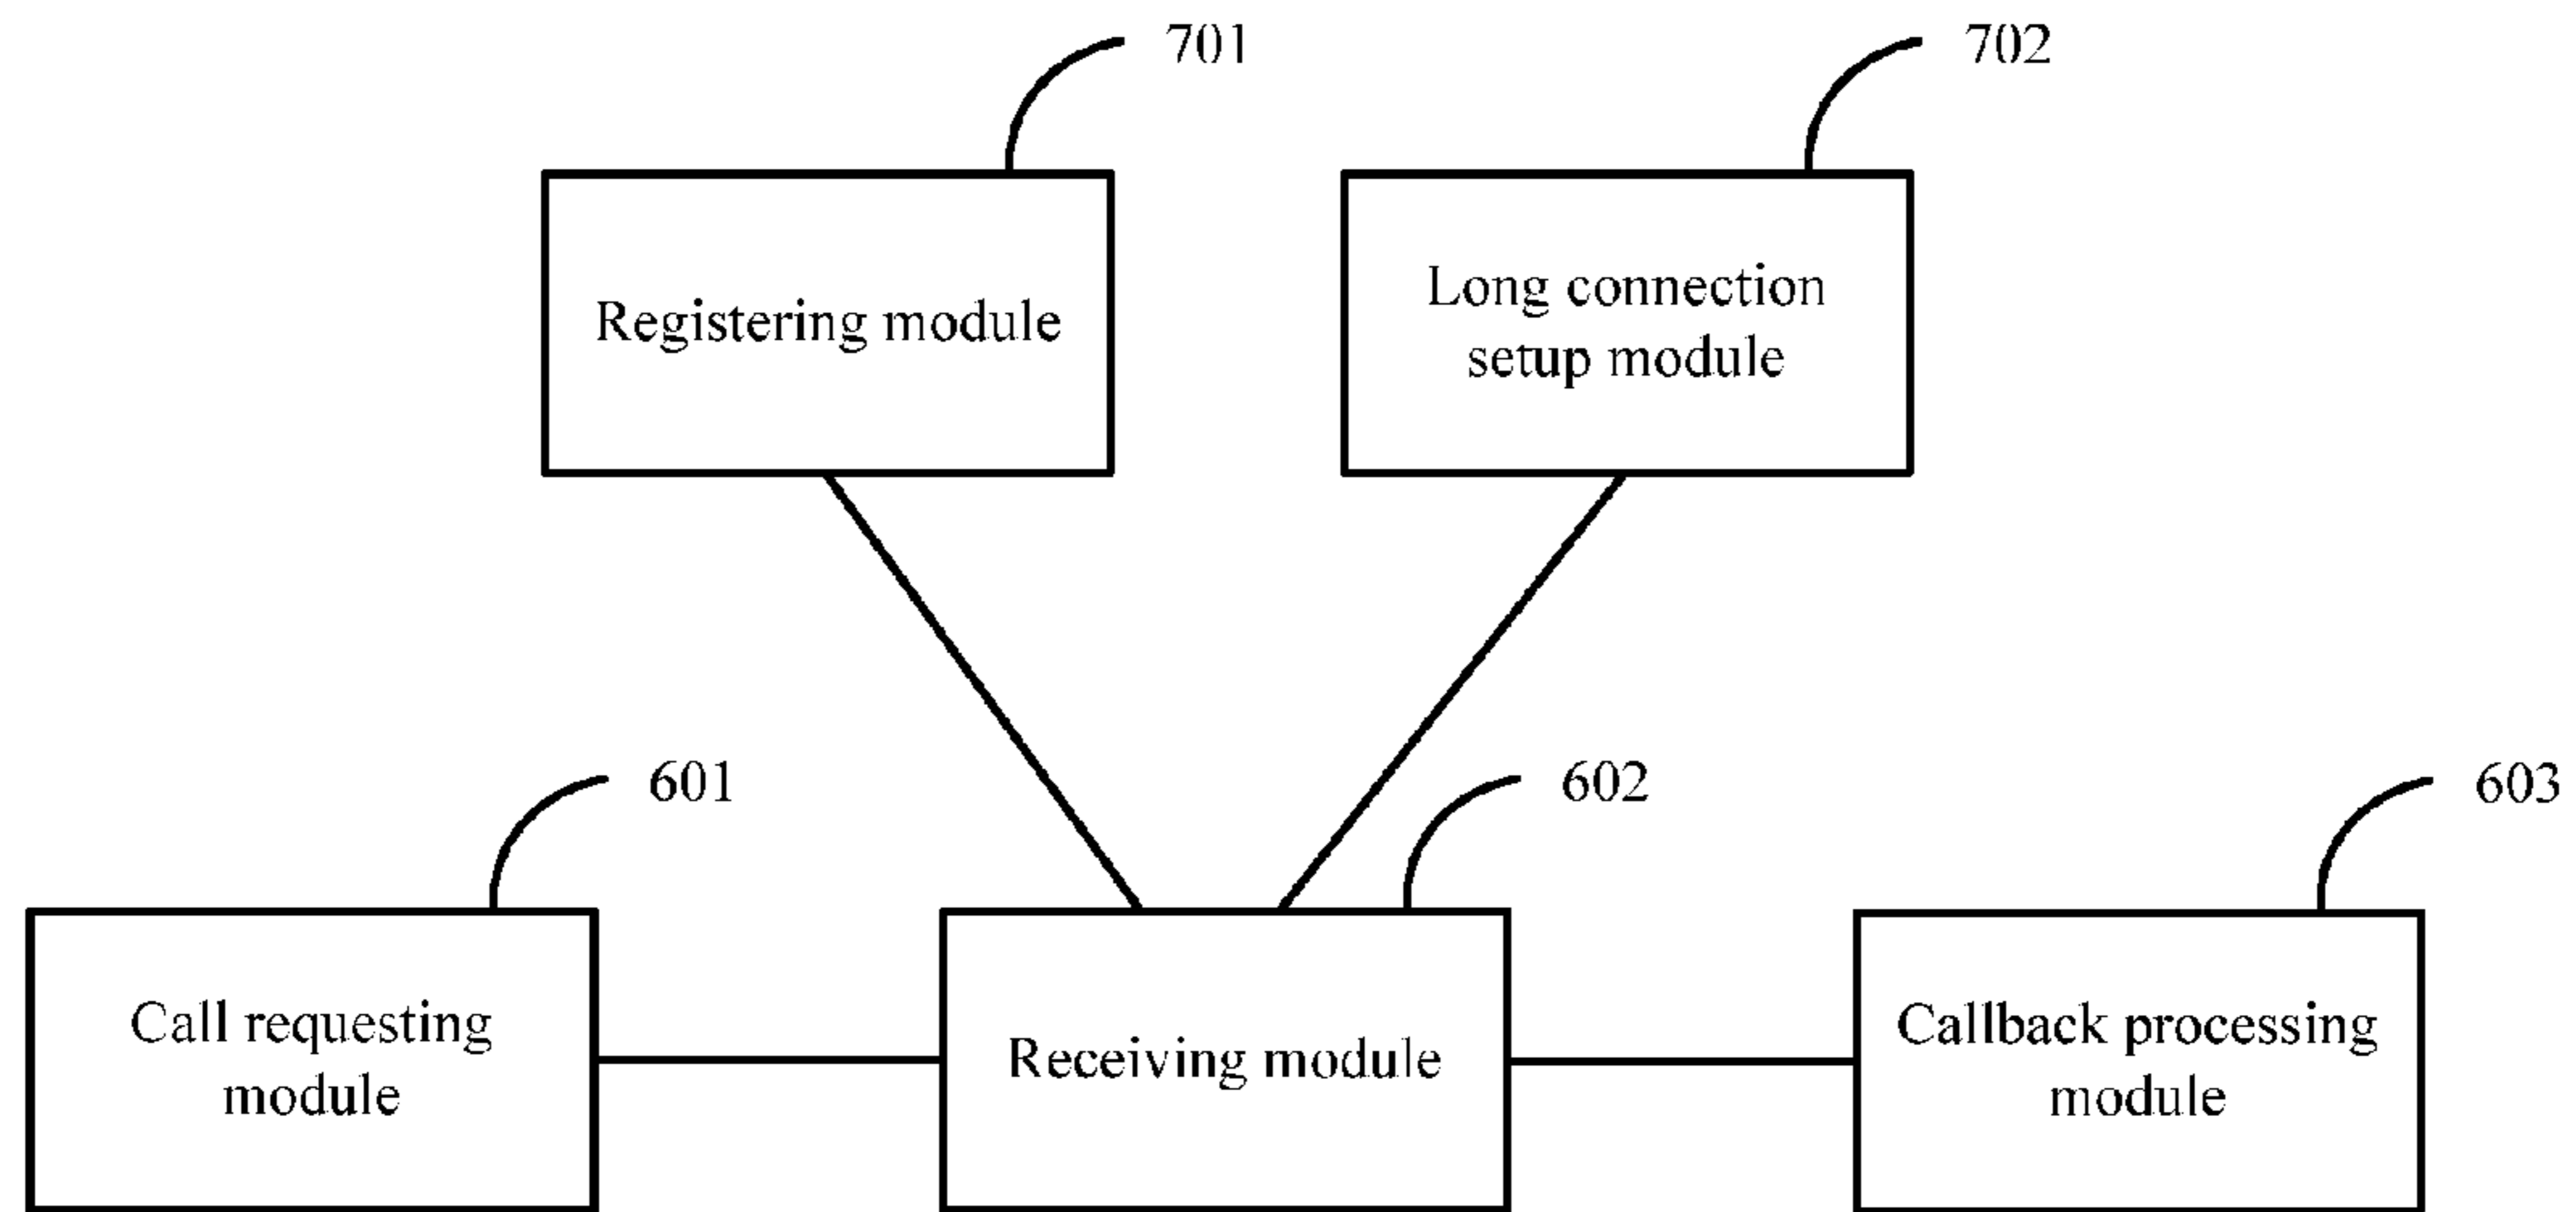 701
702
Registering module
Long connection
setup module
601
602
603
Call requesting
module
Receiving module
Callback processing
module